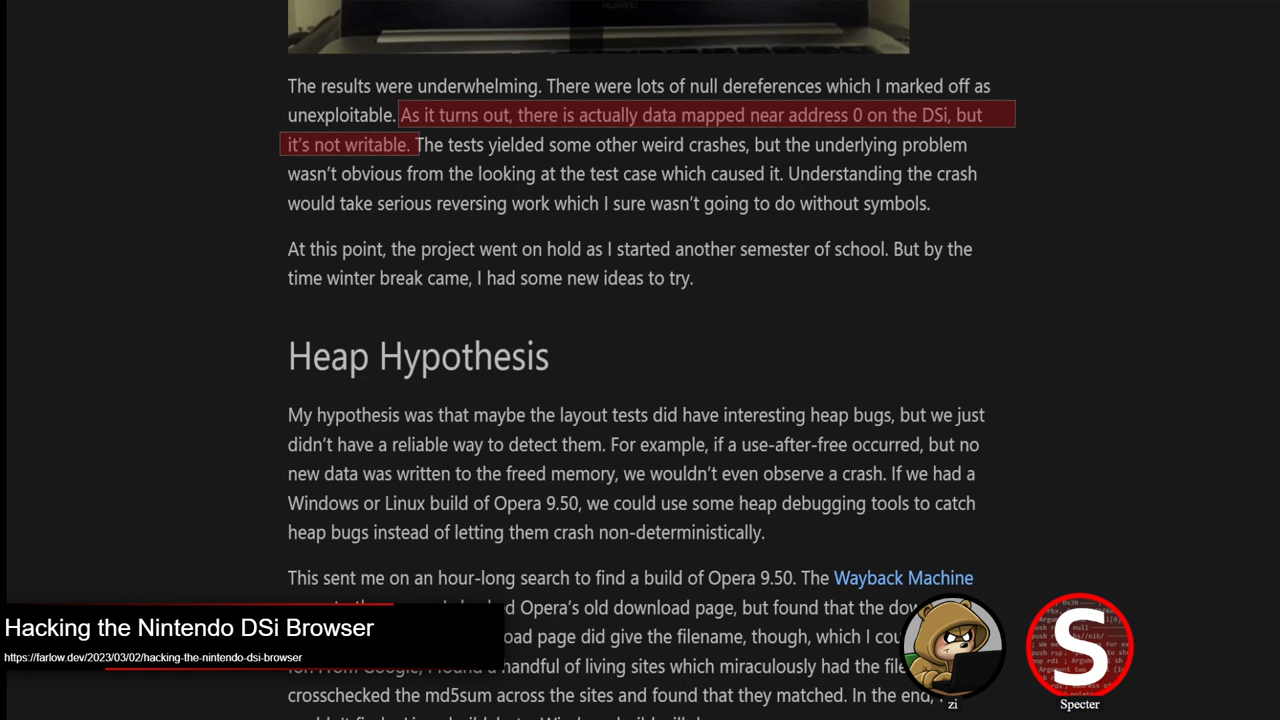 HUAWEI
The results were underwhelming. There were lots of null dereferences which I marked off as
unexploitable. As it turns out, there is actually data mapped near address 0 on the DSi, but
it's not writable. The tests yielded some other weird crashes, but the underlying problem
wasn't obvious from the looking at the test case which caused it. Understanding the crash
would take serious reversing work which I sure wasn't going to do without symbols.
At this point, the project went on hold as I started another semester of school. But by the
time winter break came, I had some new ideas to try.
Heap Hypothesis
My hypothesis was that maybe the layout tests did have interesting heap bugs, but we just
didn't have a reliable way to detect them. For example, if a use-after-free occurred, but no
new data was written to the freed memory, we wouldn't even observe a crash. If we had a
Windows or Linux build of Opera 9.50, we could use some heap debugging tools to catch
heap bugs instead of letting them crash non-deterministically.
This sent me on an hour-long search to find a build of Opera 9.50. The Wayback Machine
Opera's old download page, but found that the
page did give the filename, though, which I
a handful of living sites which miraculously had the
crosschecked the md5sum across the sites and found that they matched. In the end,
Hacking the Nintendo DSi Browser
https://farlow.dev/2023/03/02/hacking-the-nintendo-dsi-browser
zi
S
Specter